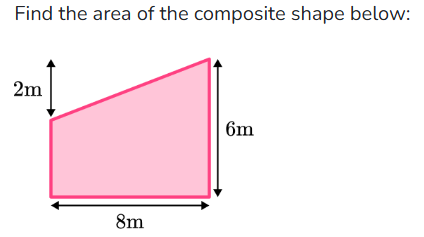 Find the area of the composite shape below:
2m
6m
8m